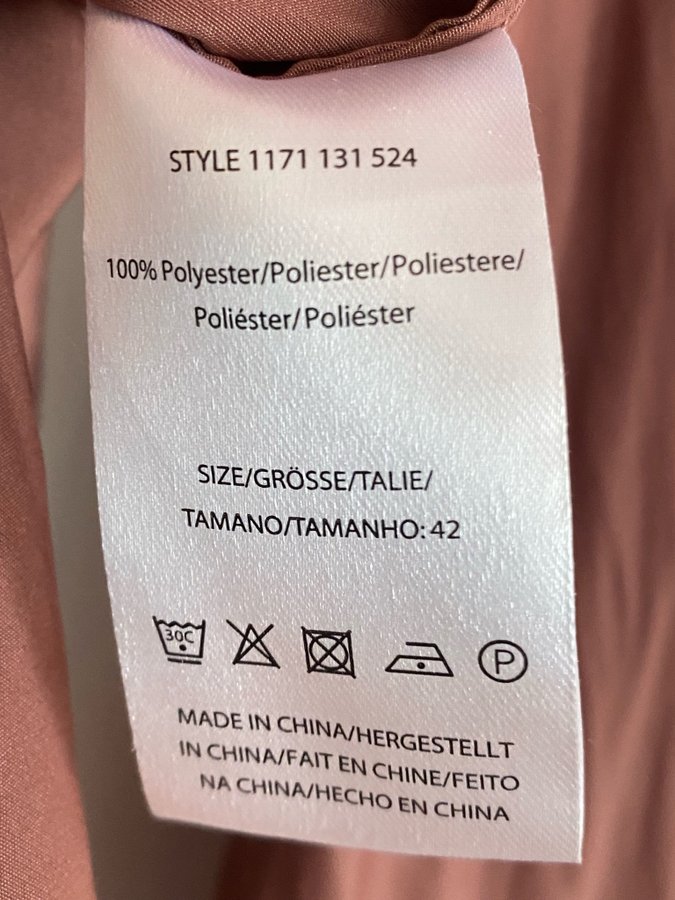 STYLE 1171 131 524
100% Polyester/Poliester/Poliestere/
Poliéster/Poliéster
SIZE/GRÖSSE/TALIE/
TAMANO/TAMANHO: 42
30C P
MADE IN CHINA/HERGESTELLT
IN CHINA/FAIT EN CHINE/FEITO
NA CHINA/HECHO EN CHINA